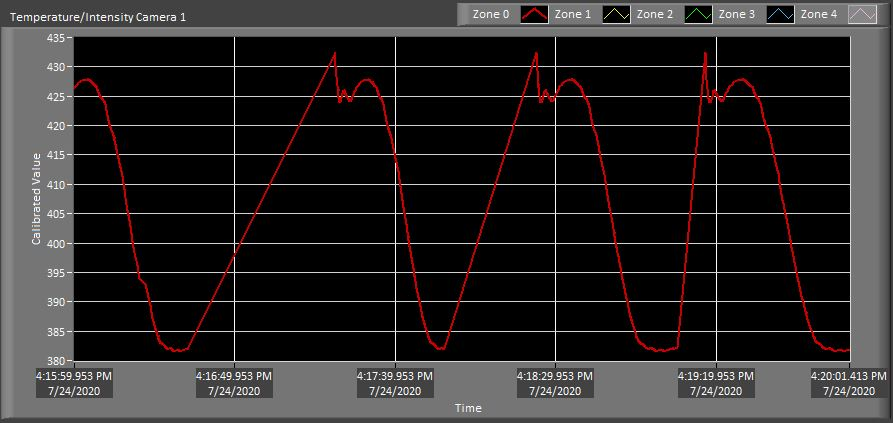 Temperature/Intensity Camera 1
Zone 0 Zone 1 Zone 2 Zone 3 Zone 4
435
430
425
420
415
410
405
400
395
390
385
380
Calibrated Value
4:15:59.953 PM 4:16:49.953 PM 4:17:39.953 PM 4:18:29.953 PM 4:19:19.953 PM 4:20:01.413 PM
7/24/2020 7/24/2020 7/24/2020 7/24/2020 7/24/2020 7/24/2020
Time